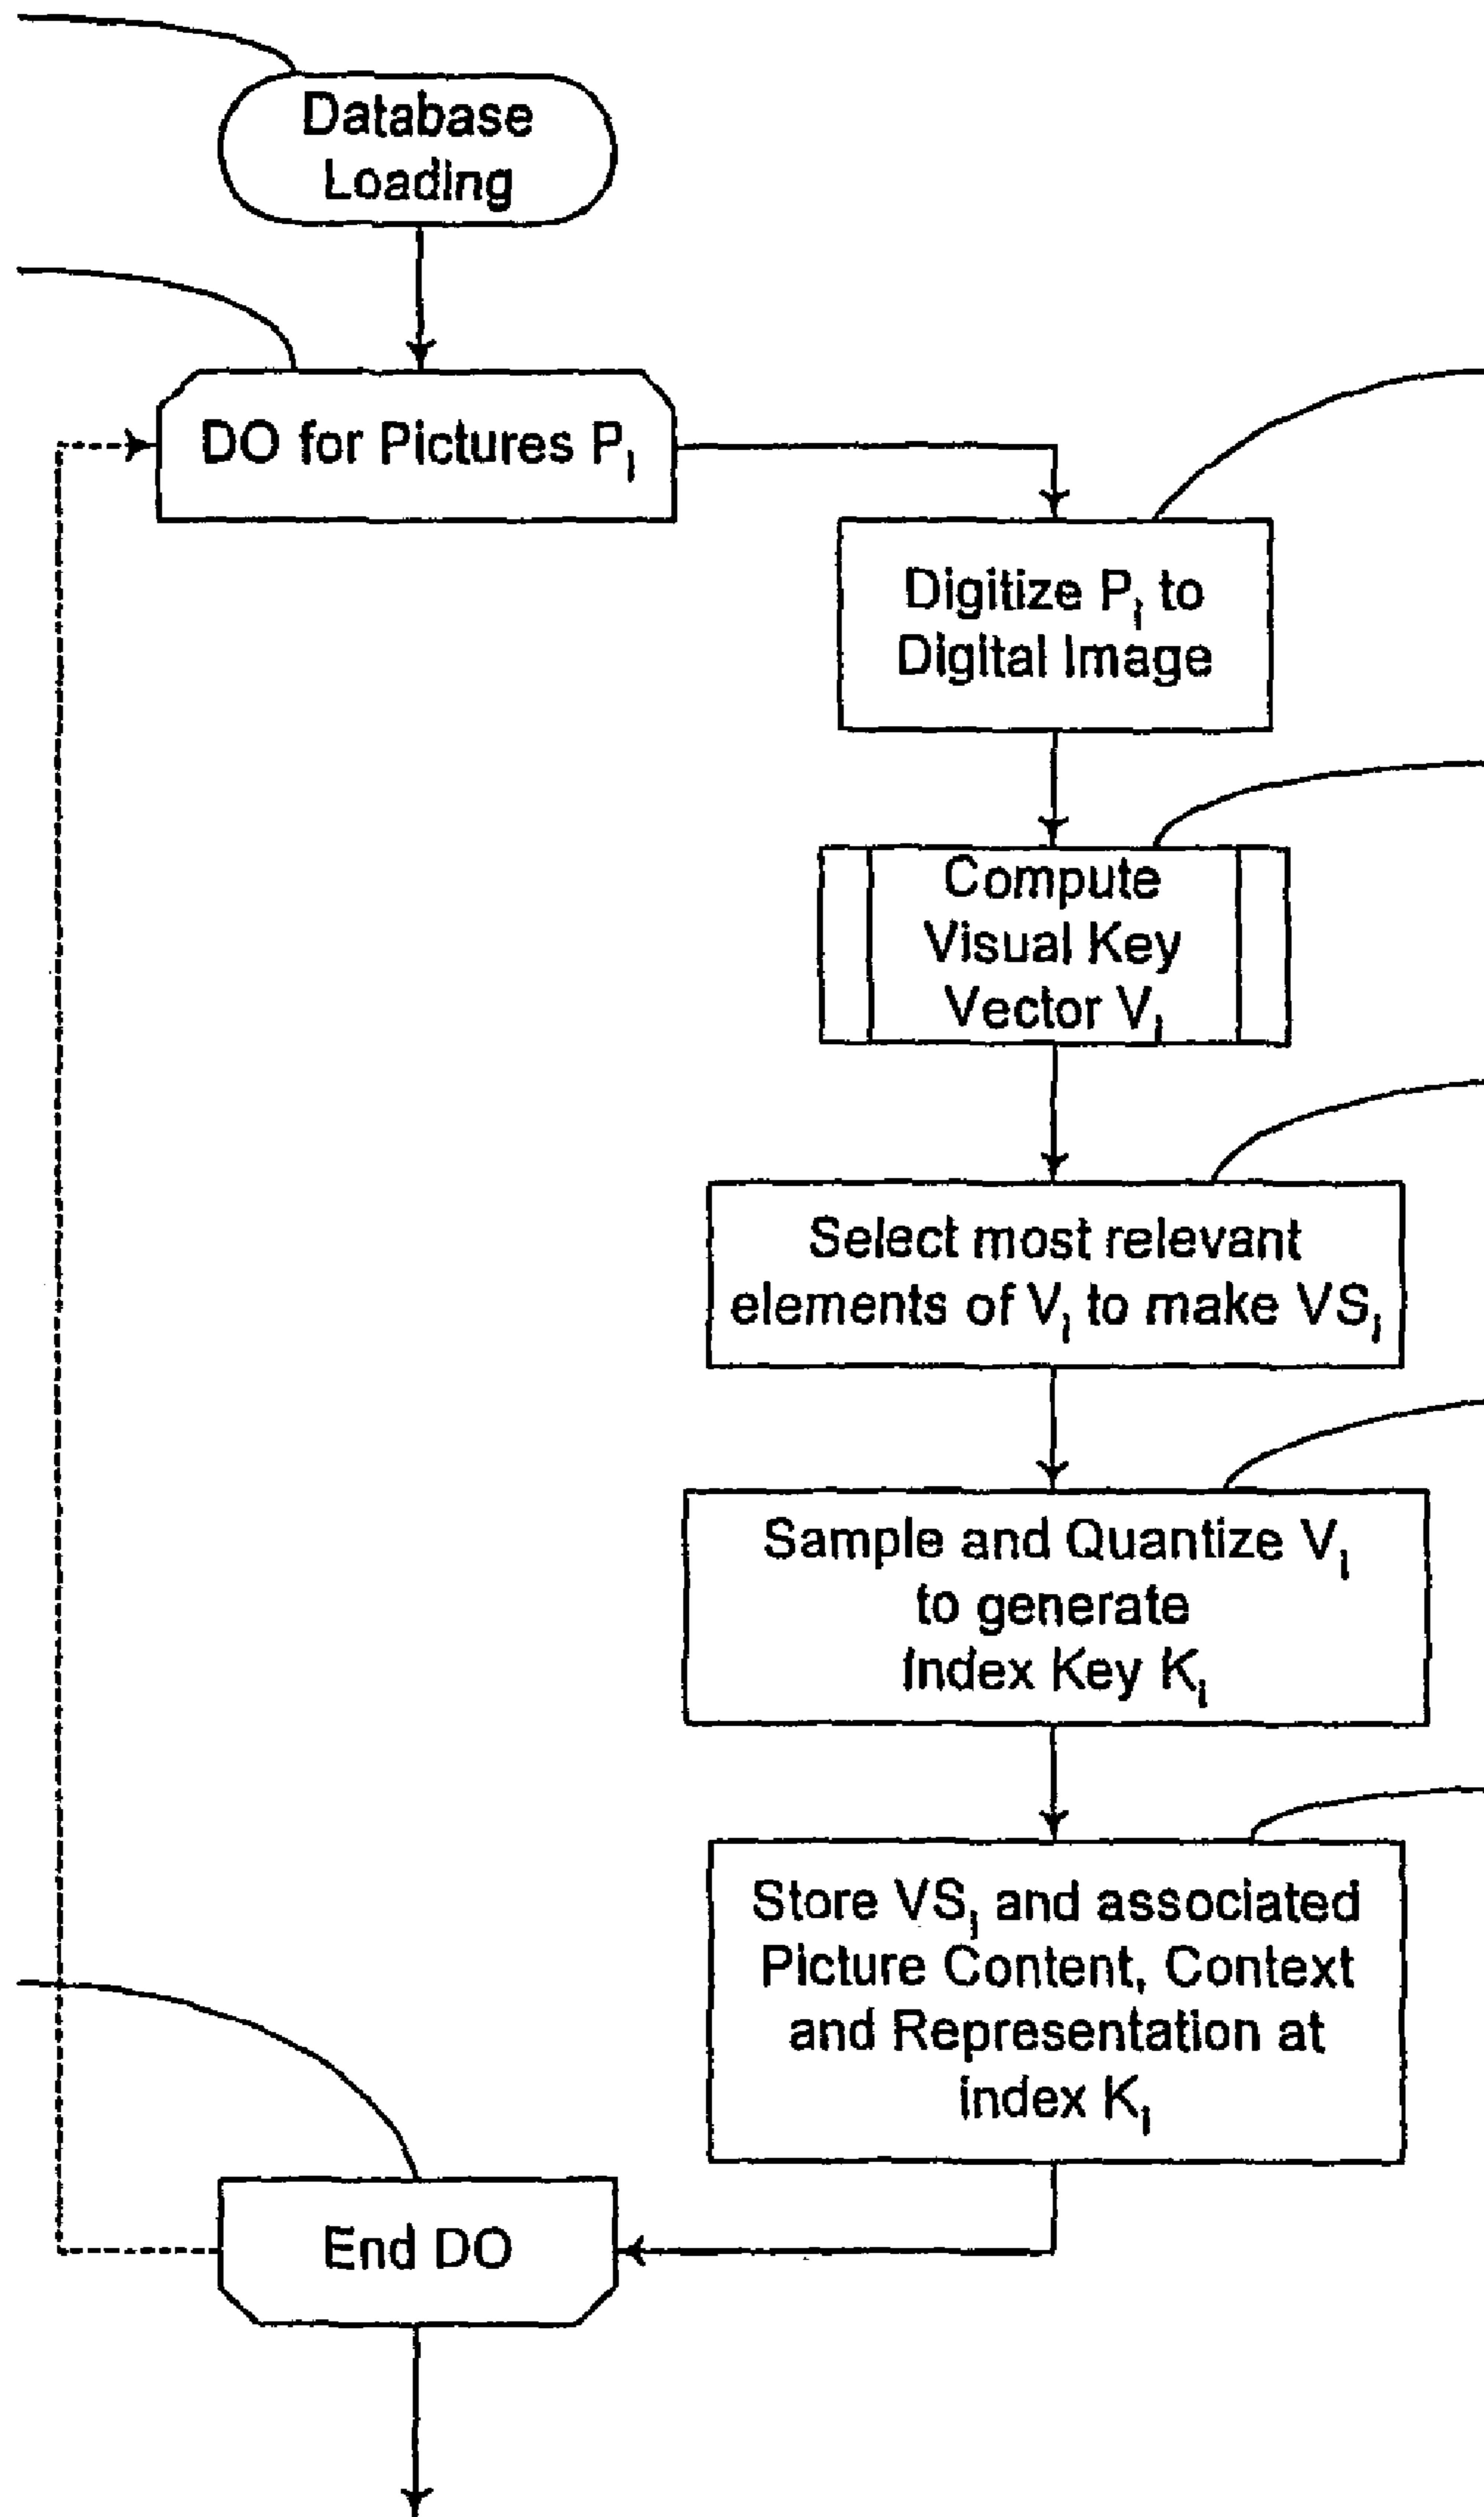 Database
Loading
DO for Pictures Pᵢ
Digitize Pᵢ to
Digital Image
Compute
Visual Key
Vector Vᵢ
Select most relevant
elements of Vᵢ to make VSᵢ
Sample and Quantize Vᵢ
to generate
Index Key Kᵢ
Store VSᵢ and associated
Picture Content, Context
and Representation at
index Kᵢ
End DO